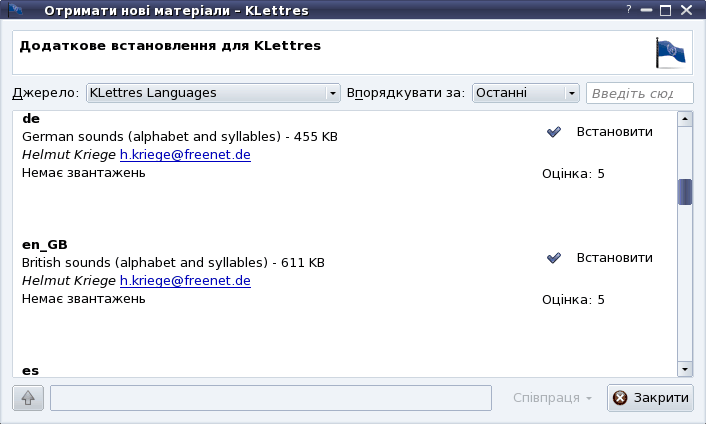 Отримати нові матеріали – KLettres
Додаткове встановлення для KLettres
Джерело: KLettres Languages Впорядкувати за: Останні Введіть сюд
de
German sounds (alphabet and syllables) - 455 KB Встановити
Helmut Kriege h.kriege@freenet.de
Немає звантажень Оцінка: 5
en_GB
British sounds (alphabet and syllables) - 611 KB Встановити
Helmut Kriege h.kriege@freenet.de
Немає звантажень Оцінка: 5
es
Співпраця Закрити